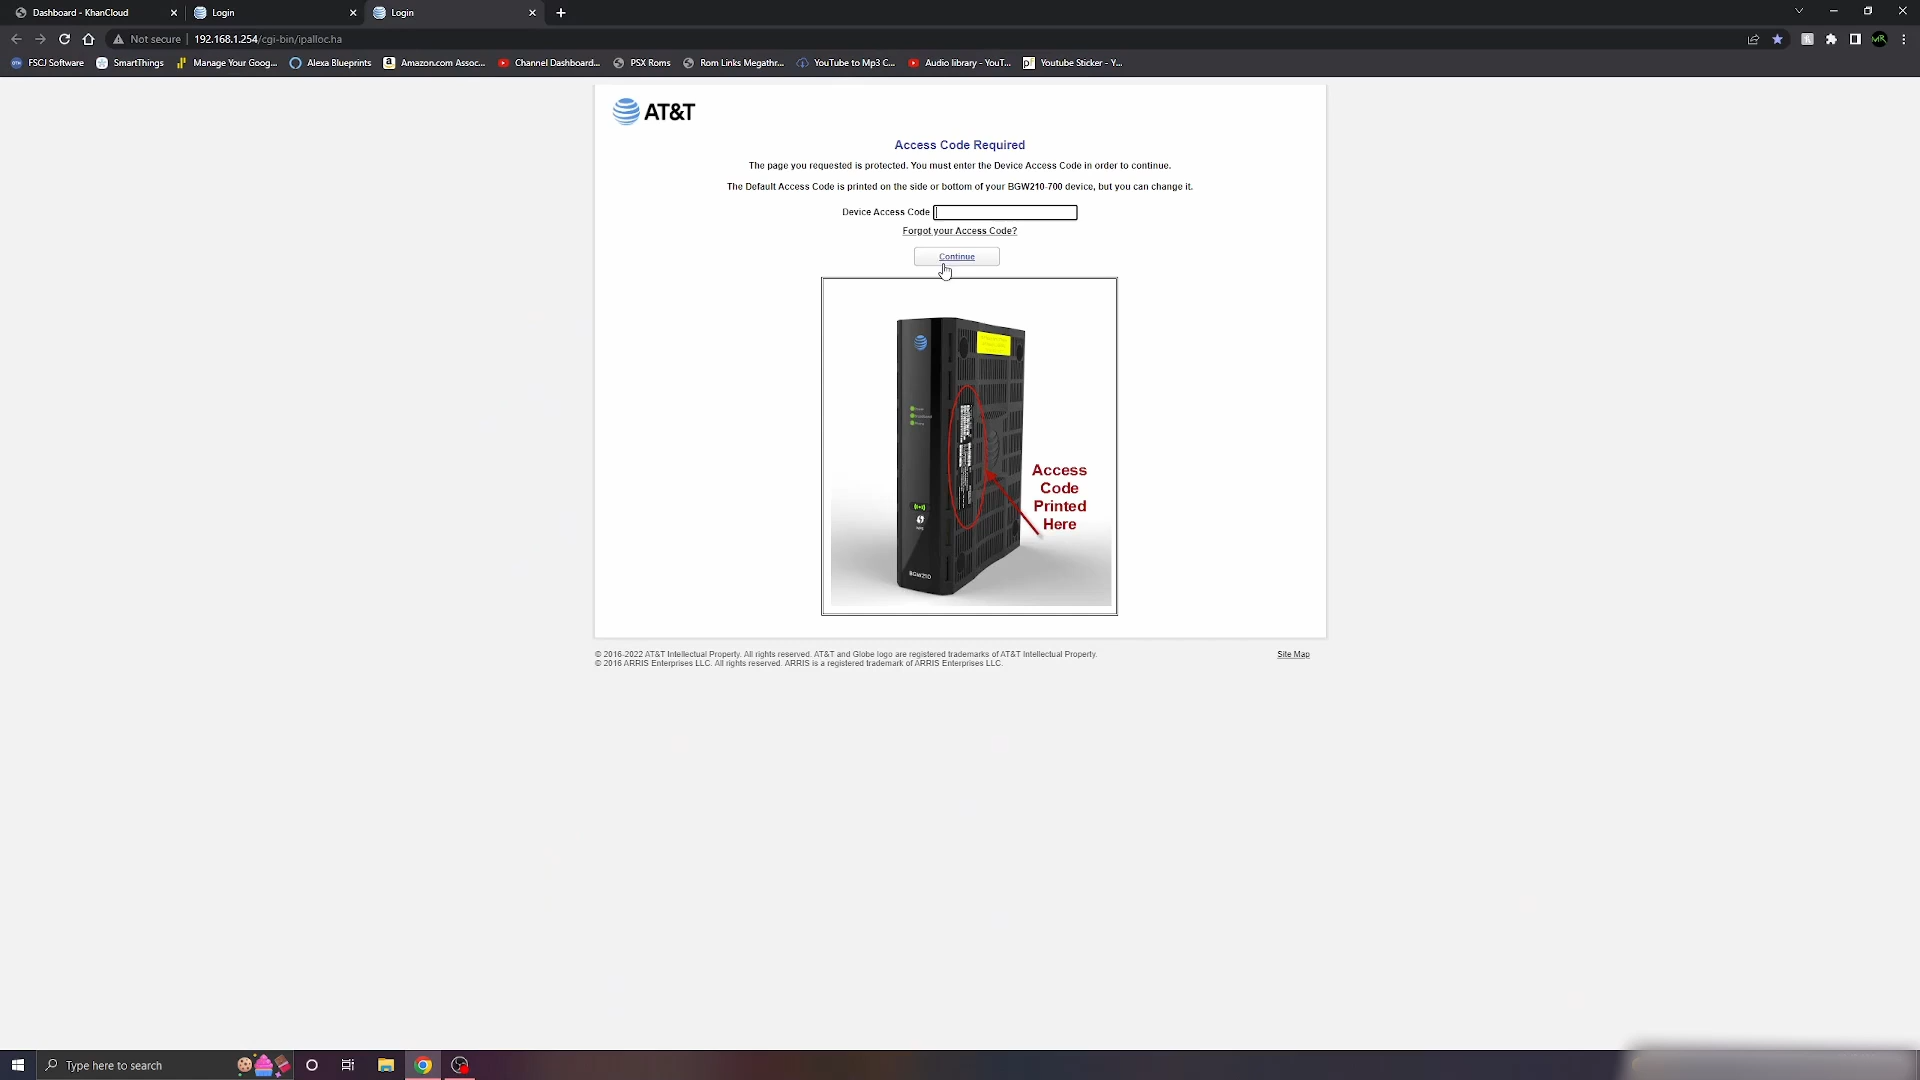 Dashboard - KhanCloud
Login
Login
Not secure
192.168.1.254/cgi-bin/ipalloc.ha
FSCJ Software
SmartThings
Manage Your Goog...
Alexa Blueprints
Amazon.com Assoc...
Channel Dashboard...
PSX Roms
Rom Links Megathr...
YouTube to Mp3 C...
Audio library - YouT...
Youtube Sticker - Y...
AT&T
Access Code Required
The page you requested is protected. You must enter the Device Access Code in order to continue.
The Default Access Code is printed on the side or bottom of your BGW210-700 device, but you can change it.
Device Access Code
Forgot your Access Code?
Continue
Access
Code
Printed
Here
BGW210
© 2016-2022 AT&T Intellectual Property. All rights reserved. AT&T and Globe logo are registered trademarks of AT&T Intellectual Property.
Site Map
© 2016 ARRIS Enterprises LLC. All rights reserved. ARRIS is a registered trademark of ARRIS Enterprises LLC.
Type here to search